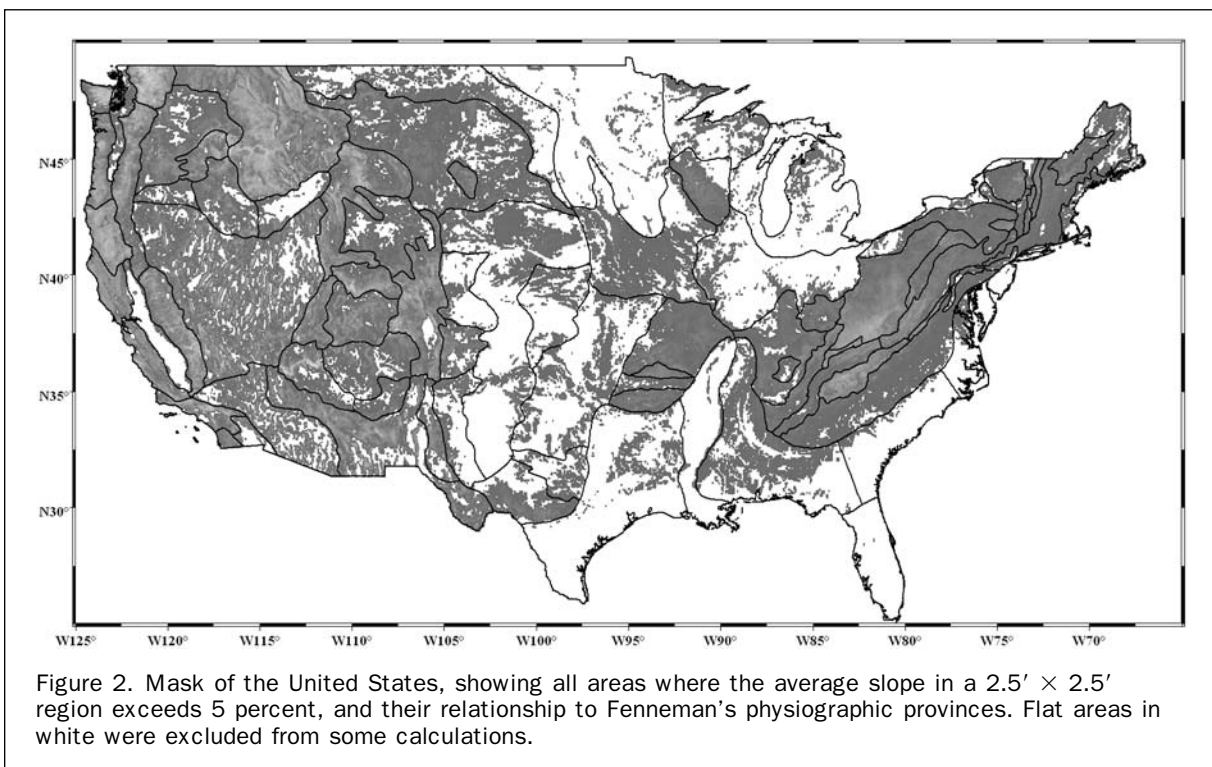 N45°
N40°
N35°
N30°
W125° W120° W115° W110° W105° W100° W95° W90° W85° W80° W75° W70°
Figure 2. Mask of the United States, showing all areas where the average slope in a 2.5′ × 2.5′
region exceeds 5 percent, and their relationship to Fenneman's physiographic provinces. Flat areas in
white were excluded from some calculations.